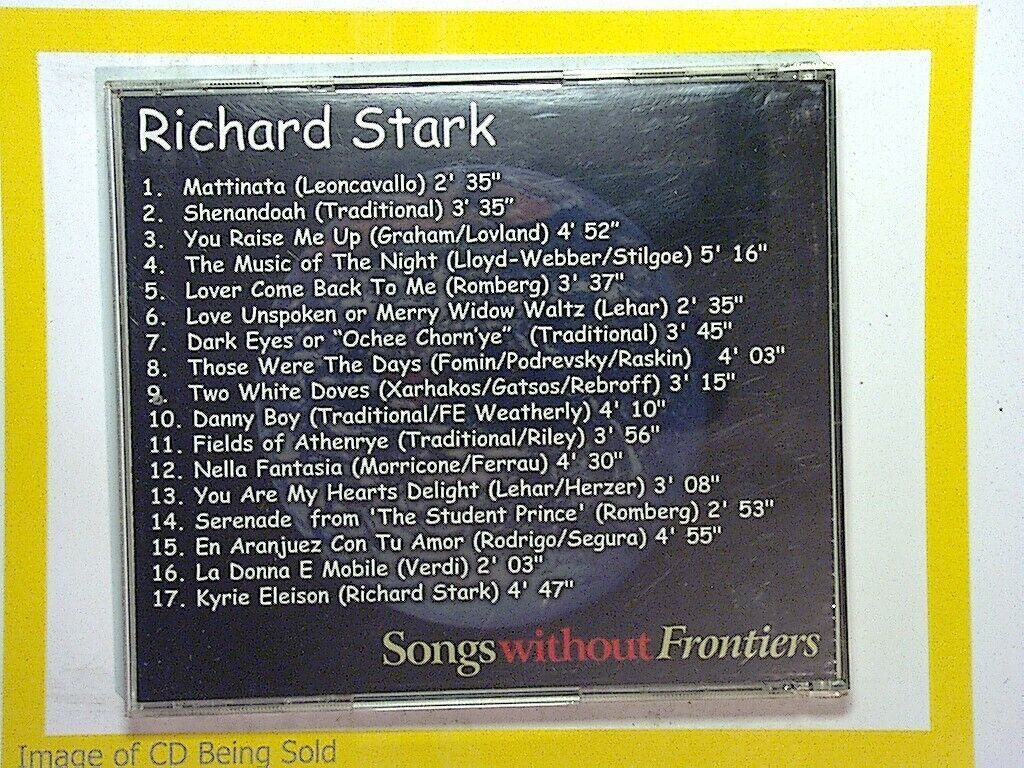 Richard Stark
1. Mattinata (Leoncavallo) 2' 35"
2. Shenandoah (Traditional) 3' 35"
3. You Raise Me Up (Graham/Lovland) 4' 52"
4. The Music of The Night (Lloyd-Webber/Stilgoe) 5' 16"
5. Lover Come Back To Me (Romberg) 3' 37"
6. Love Unspoken or Merry Widow Waltz (Lehar) 2' 35"
7. Dark Eyes or "Ochee Chorn'ye" (Traditional) 3' 45"
8. Those Were The Days (Fomin/Podrevsky/Raskin) 4' 03"
9. Two White Doves (Xarhakos/Gatsos/Rebroff) 3' 15"
10. Danny Boy (Traditional/FE Weatherly) 4' 10"
11. Fields of Athenrye (Traditional/Riley) 3' 56"
12. Nella Fantasia (Morricone/Ferrau) 4' 30"
13. You Are My Hearts Delight (Lehar/Herzer) 3' 08"
14. Serenade from 'The Student Prince' (Romberg) 2' 53"
15. En Aranjuez Con Tu Amor (Rodrigo/Segura) 4' 55"
16. La Donna E Mobile (Verdi) 2' 03"
17. Kyrie Eleison (Richard Stark) 4' 47"
Songs without Frontiers
Image of CD Being Sold